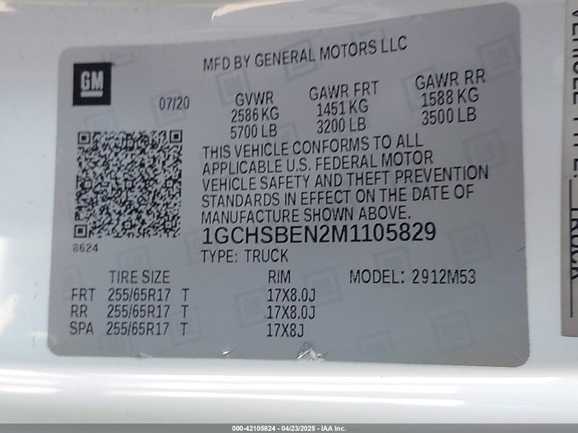 MFD BY GENERAL MOTORS LLC
GM
07/20
GVWR GAWR FRT GAWR RR
2586 KG 1451 KG 1588 KG
5700 LB 3200 LB 3500 LB
THIS VEHICLE CONFORMS TO ALL
APPLICABLE U.S. FEDERAL MOTOR
VEHICLE SAFETY AND THEFT PREVENTION
STANDARDS IN EFFECT ON THE DATE OF
MANUFACTURE SHOWN ABOVE.
8624
1GCHSBEN2M1105829
TYPE: TRUCK
TIRE SIZE RIM MODEL: 2912M53
FRT 255/65R17 T 17X8.0J
RR 255/65R17 T 17X8.0J
SPA 255/65R17 T 17X8J
TRUCK
000-42105824 - 04/23/2025 - IAA Inc.